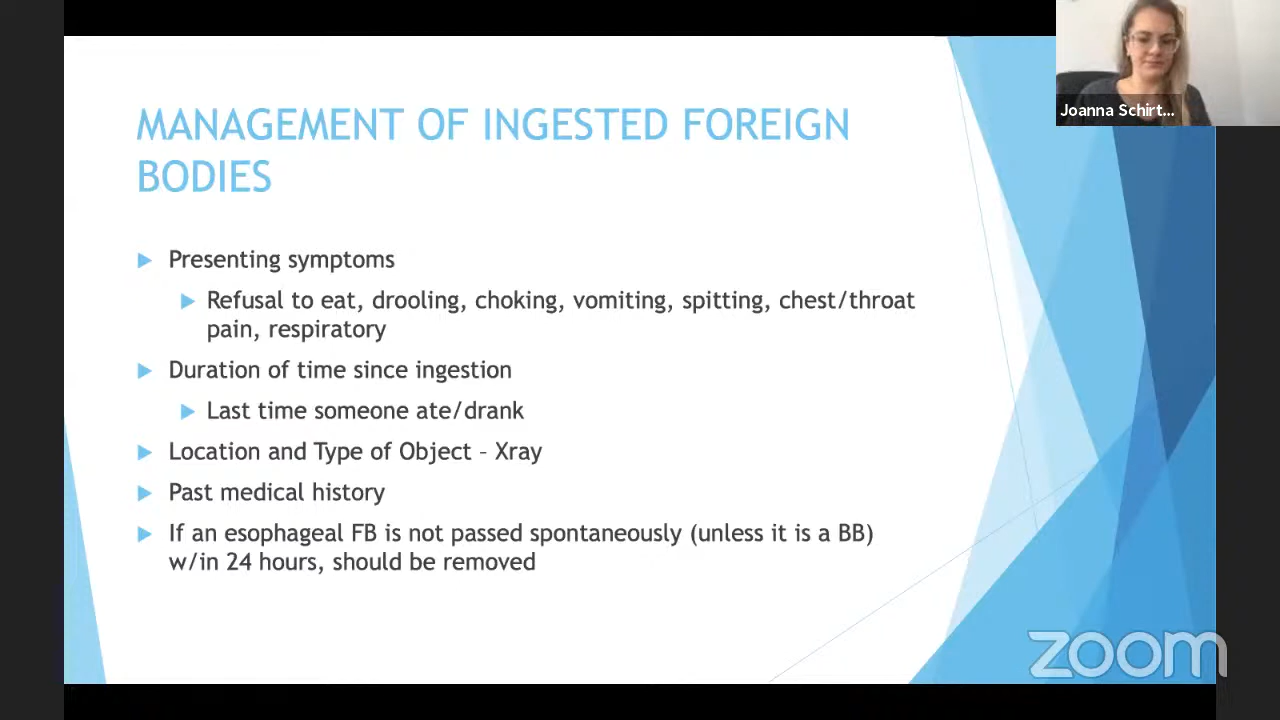 MANAGEMENT OF INGESTED FOREIGN
BODIES
Presenting symptoms
Refusal to eat, drooling, choking, vomiting, spitting, chest/throat
pain, respiratory
Duration of time since ingestion
Last time someone ate/drank
Location and Type of Object – Xray
Past medical history
If an esophageal FB is not passed spontaneously (unless it is a BB)
w/in 24 hours, should be removed
Joanna Schirt...
zoom